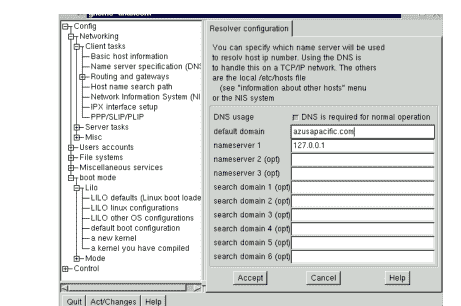 Config
Networking
Client tasks
Basic host information
Name server specification (DNS
Routing and gateways
Host name search path
Network Information System (NI
IPX interface setup
PPP/SLIP/PLIP
Server tasks
Misc
Users accounts
File systems
Miscellaneous services
boot mode
Lilo
LILO defaults (Linux boot loade
LILO linux configurations
LILO other OS configurations
default boot configuration
a new kernel
a kernel you have compiled
Mode
Control
Resolver configuration
You can specify which name server will be used
to resolv host ip number. Using the DNS is
to handle this on a TCP/IP network. The others
are the local /etc/hosts file
(see "information about other hosts" menu
or the NIS system
DNS usage DNS is required for normal operation
default domain azusapacific.com
nameserver 1 127.0.0.1
nameserver 2 (opt)
nameserver 3 (opt)
search domain 1 (opt)
search domain 2 (opt)
search domain 3 (opt)
search domain 4 (opt)
search domain 5 (opt)
search domain 6 (opt)
Accept Cancel Help
Quit Act/Changes Help